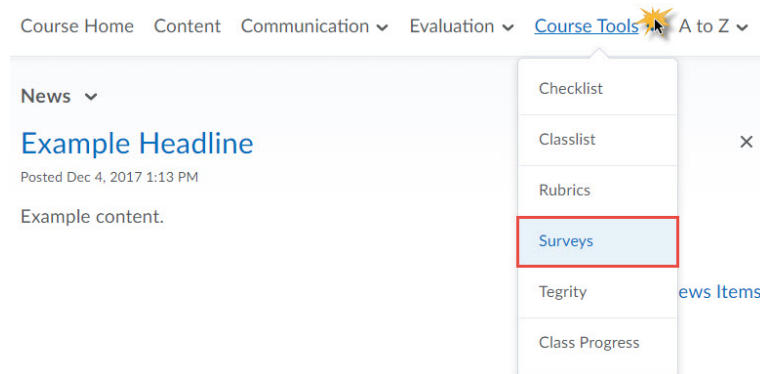 Course Home Content Communication Evaluation Course Tools A to Z
News
Example Headline
Posted Dec 4, 2017 1:13 PM
Example content.
Checklist
Classlist
Rubrics
Surveys
Tegrity
Class Progress
ews Items